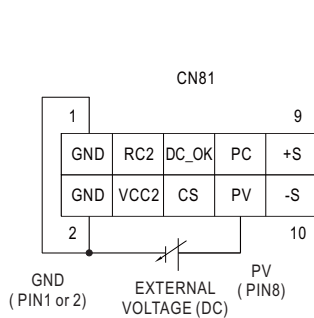 CN81
1 9
GND RC2 DC_OK PC +S
GND VCC2 CS PV -S
2 10
GND
( PIN1 or 2)
EXTERNAL
VOLTAGE (DC)
PV
( PIN8)